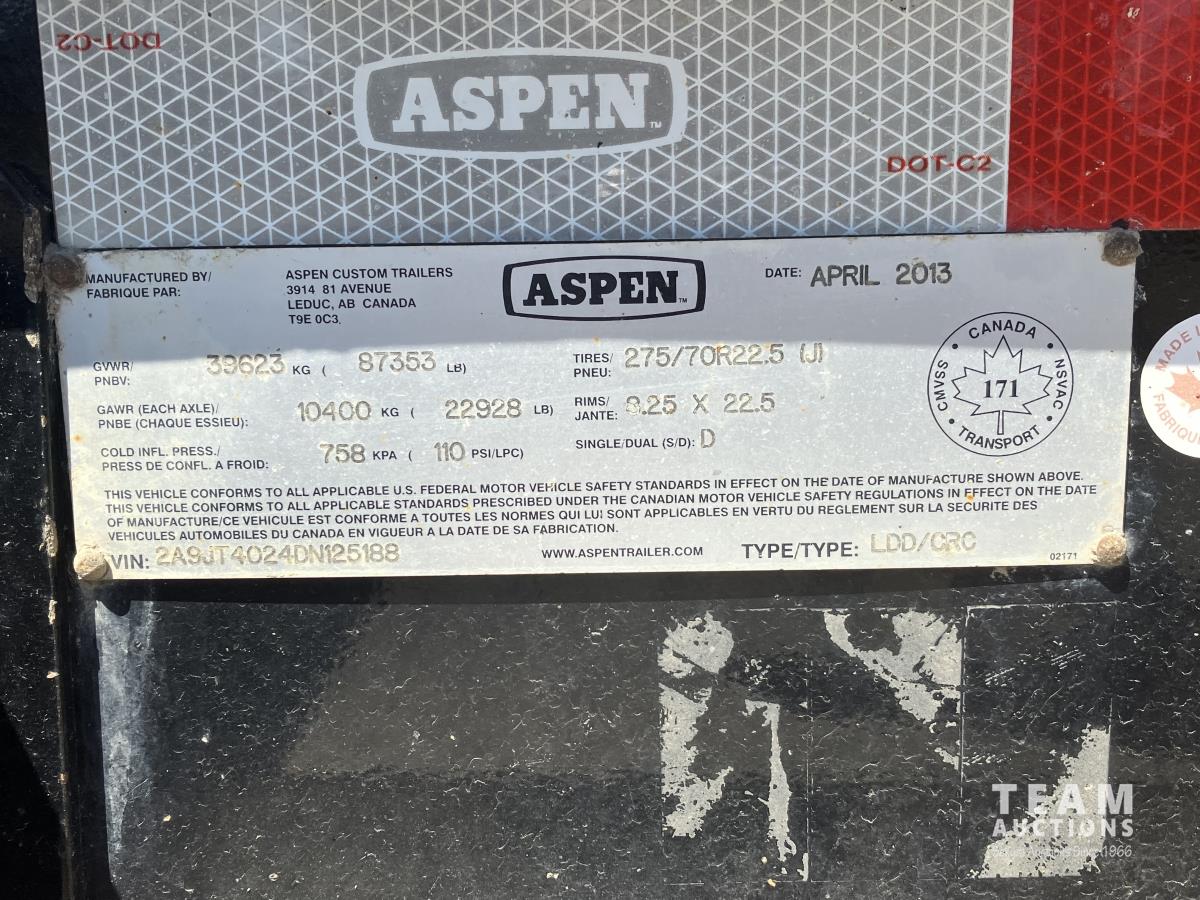 DOT-C2
ASPEN
TM
DOT-C2
MANUFACTURED BY/
FABRIQUE PAR:
ASPEN CUSTOM TRAILERS
3914 81 AVENUE
LEDUC, AB CANADA
T9E 0C3.
ASPEN
TM
DATE: APRIL 2013
GVWR/
PNBV:
39623 KG ( 87353 LB)
GAWR (EACH AXLE)/
PNBE (CHAQUE ESSIEU):
10400 KG ( 22928 LB)
COLD INFL. PRESS./
PRESS DE CONFL. A FROID:
758 KPA ( 110 PSI/LPC)
TIRES/
PNEU:
275/70R22.5 (J)
RIMS/
JANTE:
8.25 X 22.5
SINGLE/DUAL (S/D): D
CANADA
CMVSS
NSVAC
171
TRANSPORT
MADE I
FABRIQU
THIS VEHICLE CONFORMS TO ALL APPLICABLE U.S. FEDERAL MOTOR VEHICLE SAFETY STANDARDS IN EFFECT ON THE DATE OF MANUFACTURE SHOWN ABOVE.
THIS VEHICLE CONFORMS TO ALL APPLICABLE STANDARDS PRESCRIBED UNDER THE CANADIAN MOTOR VEHICLE SAFETY REGULATIONS IN EFFECT ON THE DATE
OF MANUFACTURE/CE VEHICULE EST CONFORME A TOUTES LES NORMES QUI LUI SONT APPLICABLES EN VERTU DU REGLEMENT SUR LA SECURITE DES
VEHICULES AUTOMOBILES DU CANADA EN VIGUEUR A LA DATE DE SA FABRICATION.
VIN: 2A9JT4024DN125188
WWW.ASPENTRAILER.COM
TYPE/TYPE: LDD/CRC
02171
TEAM
AUCTIONS
Since 1966